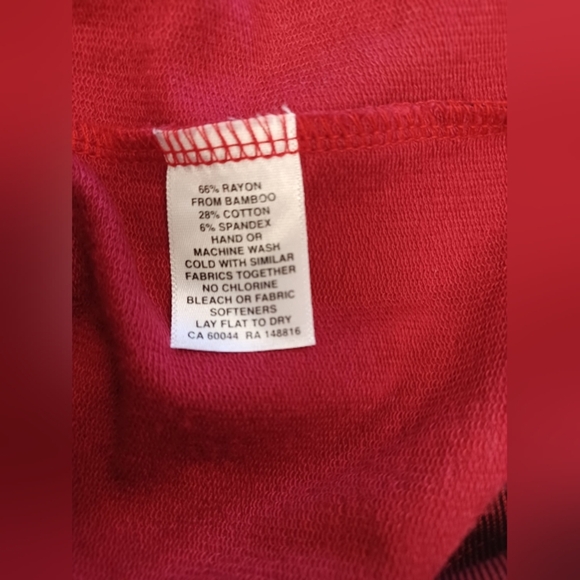 66% RAYON
FROM BAMBOO
28% COTTON
6% SPANDEX
HAND OR
MACHINE WASH
COLD WITH SIMILAR
FABRICS TOGETHER
NO CHLORINE
BLEACH OR FABRIC
SOFTENERS
LAY FLAT TO DRY
CA 60044 RA 148816